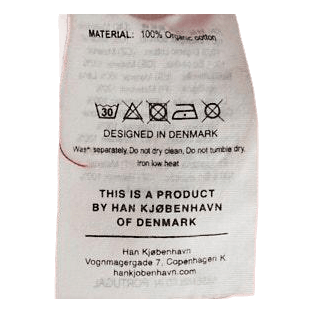 MATERIAL: 100% Organic cotton
30
DESIGNED IN DENMARK
Wash separately, Do not dry clean, Do not tumble dry,
Iron low heat
THIS IS A PRODUCT
BY HAN KJØBENHAVN
OF DENMARK
Han Kjøbenhavn
Vognmagergade 7, Copenhagen K
hankjobenhavn.com